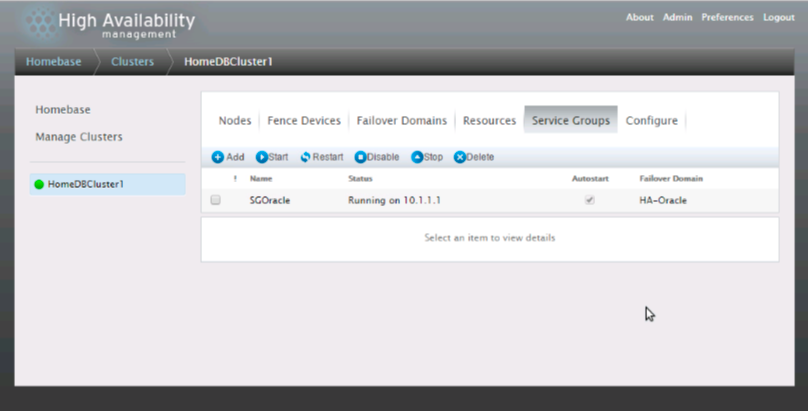 High Availability
management
About Admin Preferences Logout
Homebase Clusters HomeDBCluster1
Homebase
Manage Clusters
HomeDBCluster1
Nodes Fence Devices Failover Domains Resources Service Groups Configure
Add Start Restart Disable Stop Delete
! Name Status Autostart Failover Domain
SGOracle Running on 10.1.1.1 HA-Oracle
Select an item to view details